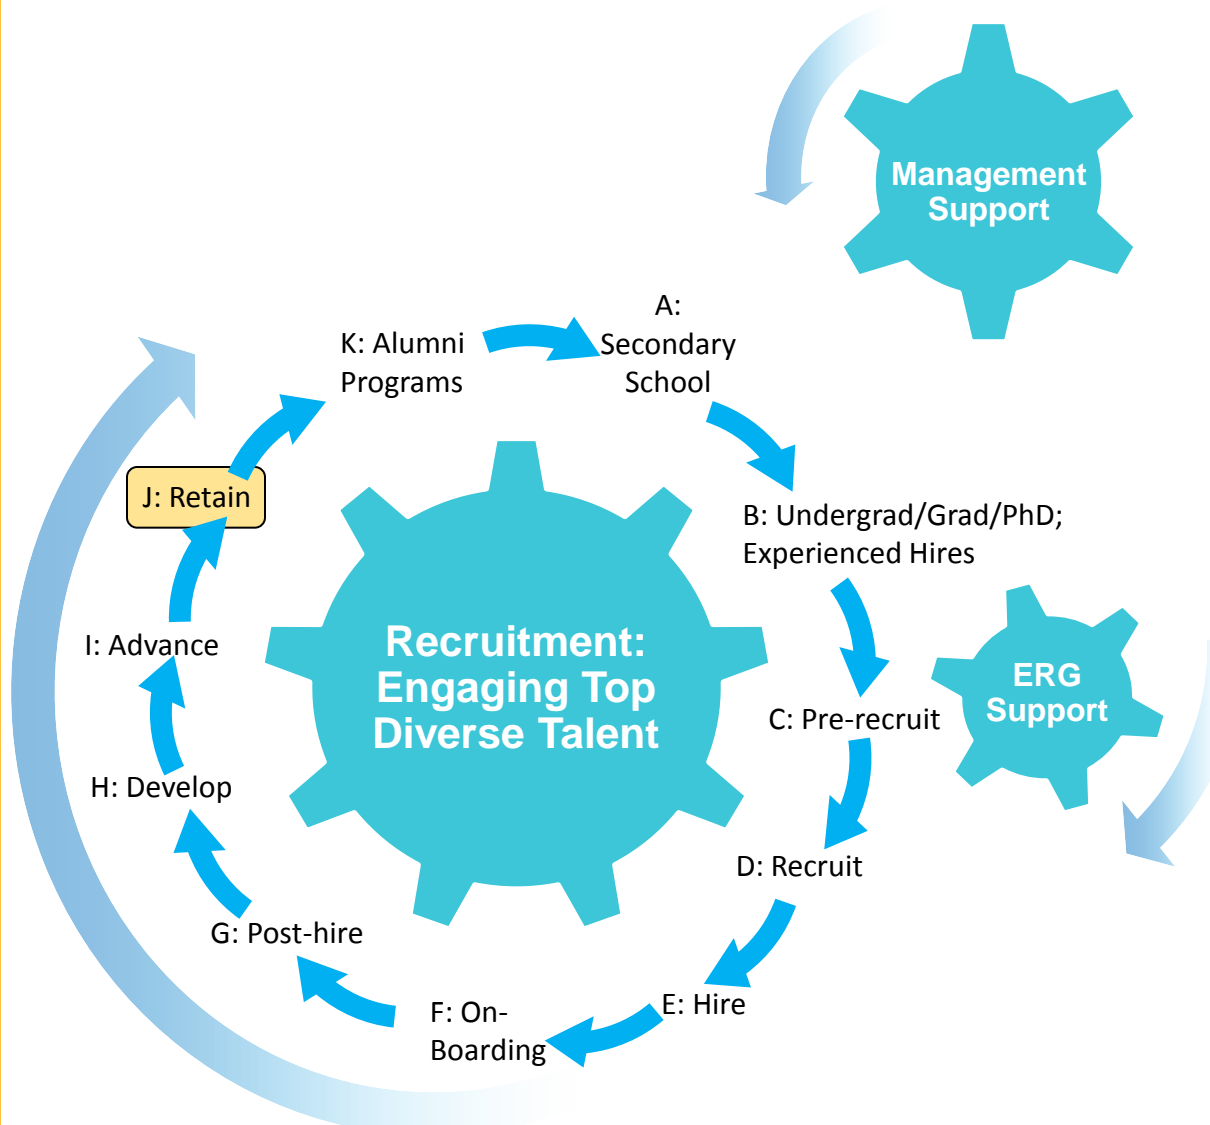 Management
Support
A:
Secondary
School
K: Alumni
Programs
J: Retain
B: Undergrad/Grad/PhD;
Experienced Hires
Recruitment:
Engaging Top
Diverse Talent
I: Advance
ERG
Support
C: Pre-recruit
H: Develop
D: Recruit
G: Post-hire
E: Hire
F: On-
Boarding